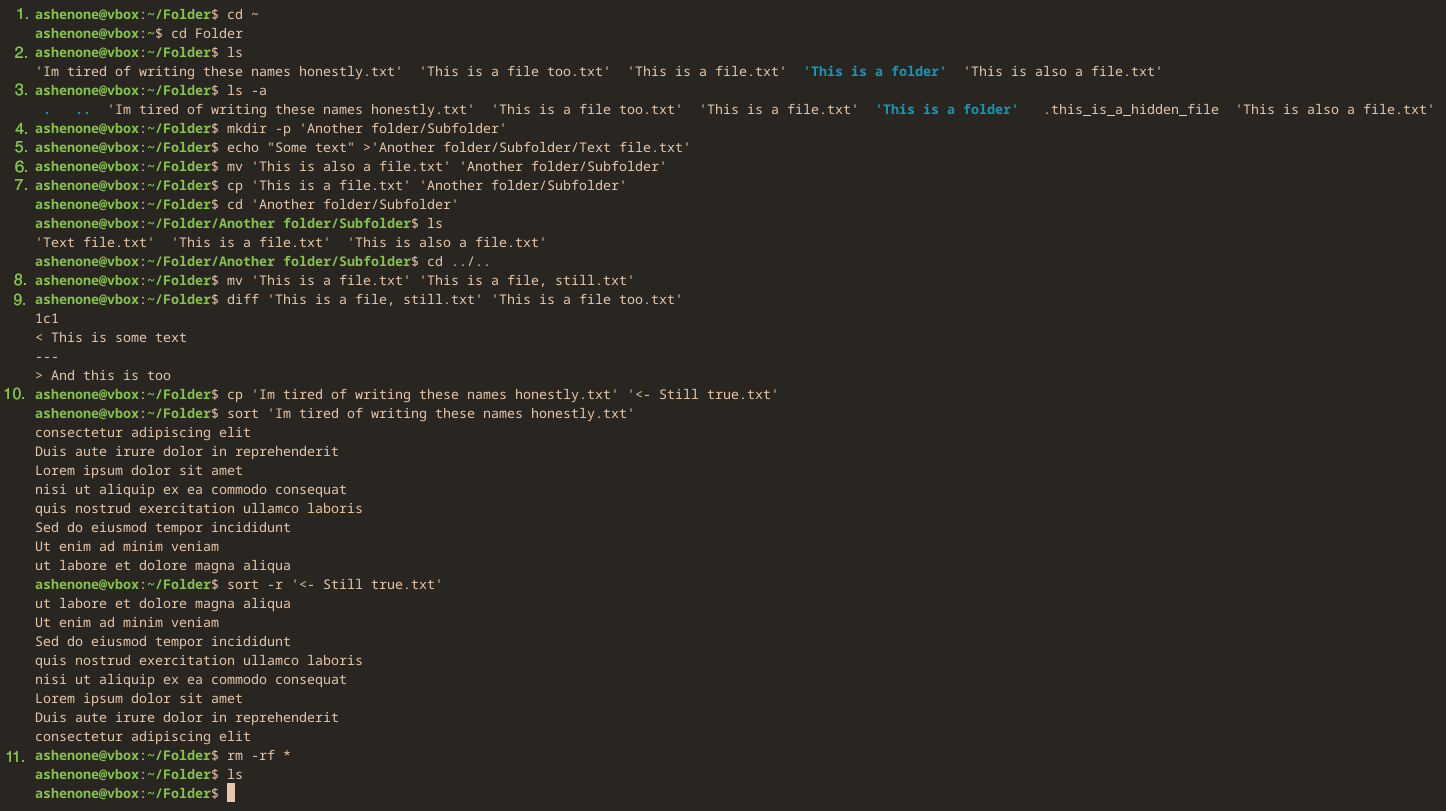 1. ashenone@vbox:~/Folder$ cd ~
ashenone@vbox:~$ cd Folder
2. ashenone@vbox:~/Folder$ ls
'Im tired of writing these names honestly.txt'  'This is a file too.txt'  'This is a file.txt'  'This is a folder'  'This is also a file.txt'
3. ashenone@vbox:~/Folder$ ls -a
.   ..  'Im tired of writing these names honestly.txt'  'This is a file too.txt'  'This is a file.txt'  'This is a folder'   .this_is_a_hidden_file  'This is also a file.txt'
4. ashenone@vbox:~/Folder$ mkdir -p 'Another folder/Subfolder'
5. ashenone@vbox:~/Folder$ echo "Some text" >'Another folder/Subfolder/Text file.txt'
6. ashenone@vbox:~/Folder$ mv 'This is also a file.txt' 'Another folder/Subfolder'
7. ashenone@vbox:~/Folder$ cp 'This is a file.txt' 'Another folder/Subfolder'
ashenone@vbox:~/Folder$ cd 'Another folder/Subfolder'
ashenone@vbox:~/Folder/Another folder/Subfolder$ ls
'Text file.txt'  'This is a file.txt'  'This is also a file.txt'
ashenone@vbox:~/Folder/Another folder/Subfolder$ cd ../..
8. ashenone@vbox:~/Folder$ mv 'This is a file.txt' 'This is a file, still.txt'
9. ashenone@vbox:~/Folder$ diff 'This is a file, still.txt' 'This is a file too.txt'
1c1
< This is some text
---
> And this is too
10. ashenone@vbox:~/Folder$ cp 'Im tired of writing these names honestly.txt' '<- Still true.txt'
ashenone@vbox:~/Folder$ sort 'Im tired of writing these names honestly.txt'
consectetur adipiscing elit
Duis aute irure dolor in reprehenderit
Lorem ipsum dolor sit amet
nisi ut aliquip ex ea commodo consequat
quis nostrud exercitation ullamco laboris
Sed do eiusmod tempor incididunt
Ut enim ad minim veniam
ut labore et dolore magna aliqua
ashenone@vbox:~/Folder$ sort -r '<- Still true.txt'
ut labore et dolore magna aliqua
Ut enim ad minim veniam
Sed do eiusmod tempor incididunt
quis nostrud exercitation ullamco laboris
nisi ut aliquip ex ea commodo consequat
Lorem ipsum dolor sit amet
Duis aute irure dolor in reprehenderit
consectetur adipiscing elit
11. ashenone@vbox:~/Folder$ rm -rf *
ashenone@vbox:~/Folder$ ls
ashenone@vbox:~/Folder$